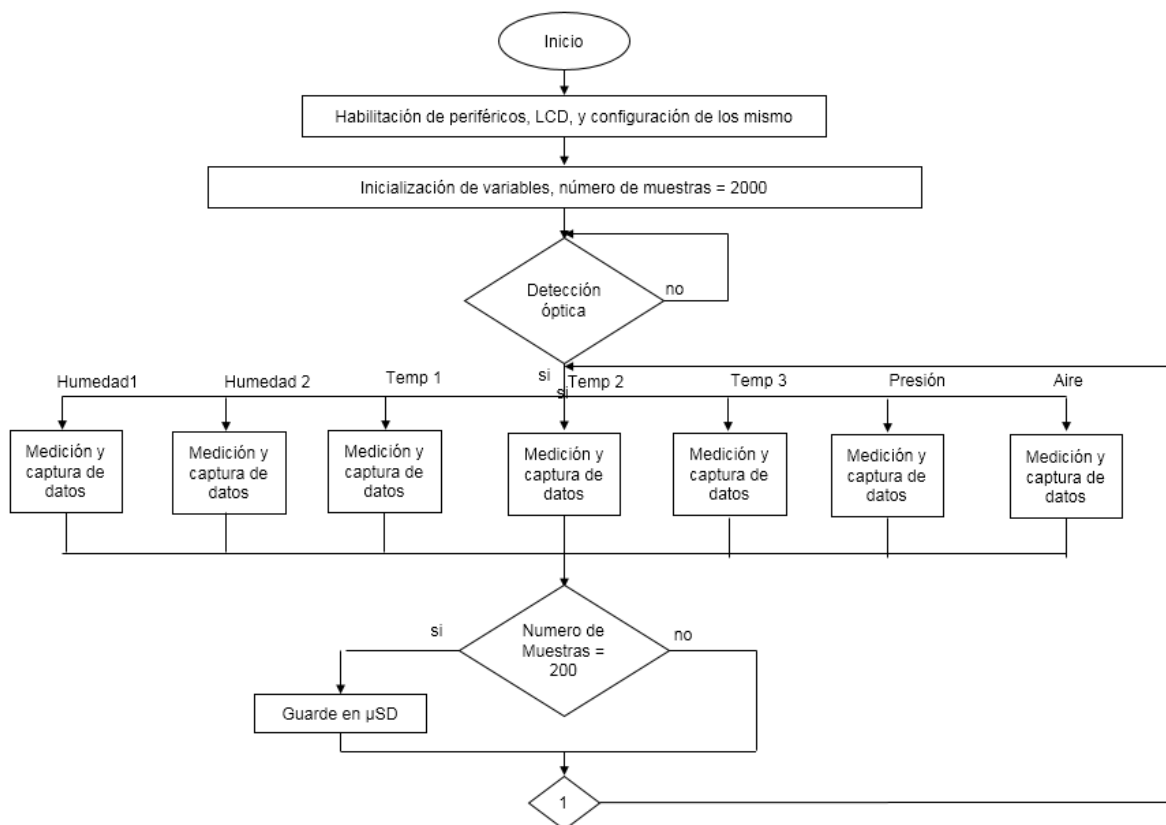 Inicio
Habilitación de periféricos, LCD, y configuración de los mismo
Inicialización de variables, número de muestras = 2000
Detección
óptica
no
si
si
Humedad1
Humedad 2
Temp 1
Temp 2
Temp 3
Presión
Aire
Medición y
captura de
datos
Medición y
captura de
datos
Medición y
captura de
datos
Medición y
captura de
datos
Medición y
captura de
datos
Medición y
captura de
datos
Medición y
captura de
datos
si
Numero de
Muestras =
200
no
Guarde en µSD
1